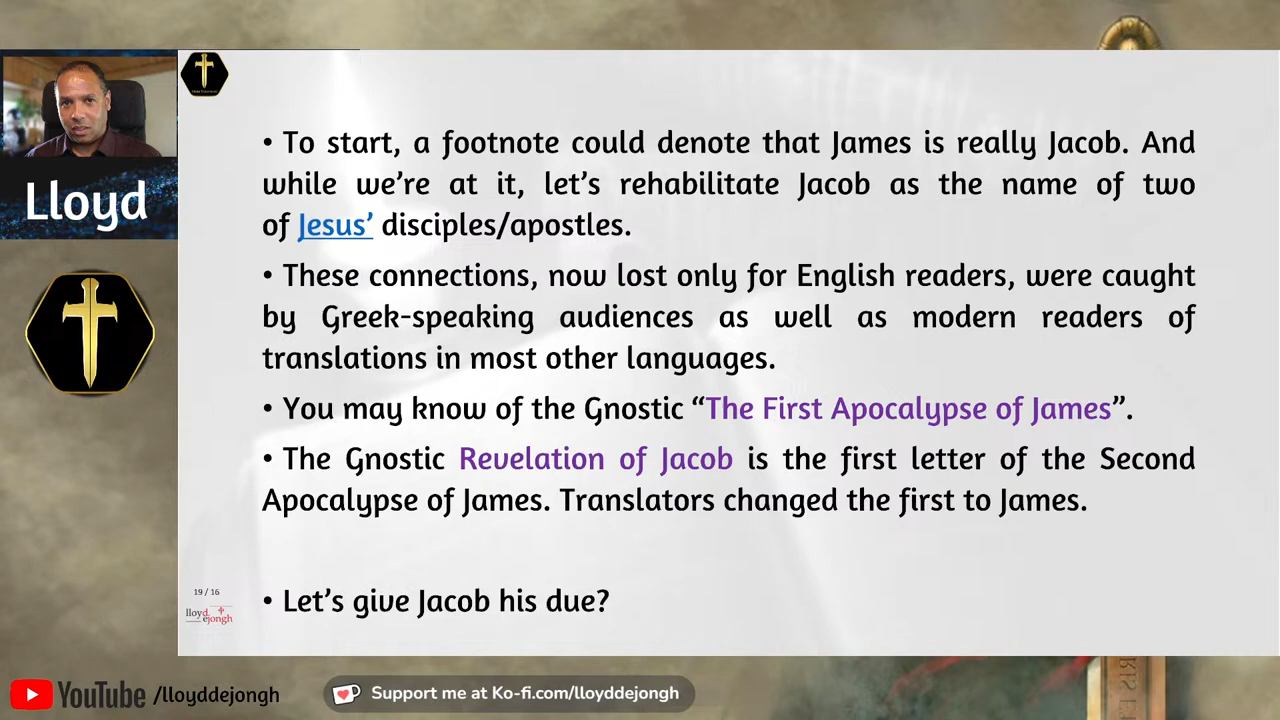 Lloyd
• To start, a footnote could denote that James is really Jacob. And
while we're at it, let's rehabilitate Jacob as the name of two
of Jesus' disciples/apostles.
• These connections, now lost only for English readers, were caught
by Greek-speaking audiences as well as modern readers of
translations in most other languages.
• You may know of the Gnostic “The First Apocalypse of James”.
• The Gnostic Revelation of Jacob is the first letter of the Second
Apocalypse of James. Translators changed the first to James.
19 / 16
lloyd
ejongh
• Let's give Jacob his due?
YouTube /lloyddejongh
Support me at Ko-fi.com/lloyddejongh